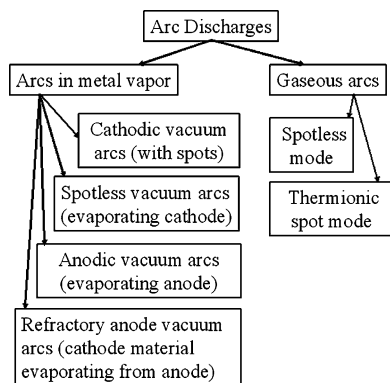 Arc Discharges
Arcs in metal vapor
Gaseous arcs
Cathodic vacuum
arcs (with spots)
Spotless vacuum arcs
(evaporating cathode)
Anodic vacuum arcs
(evaporating anode)
Refractory anode vacuum
arcs (cathode material
evaporating from anode)
Spotless
mode
Thermionic
spot mode